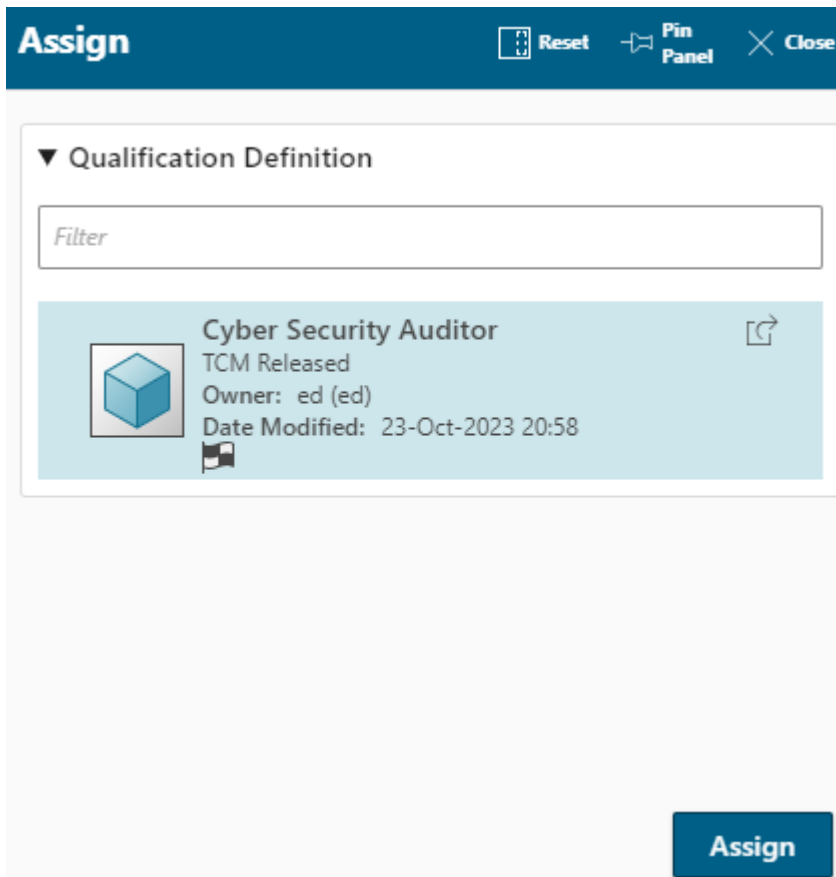 Assign
Reset
Pin
Panel
Close
▼ Qualification Definition
Filter
Cyber Security Auditor
TCM Released
Owner: ed (ed)
Date Modified: 23-Oct-2023 20:58
Assign